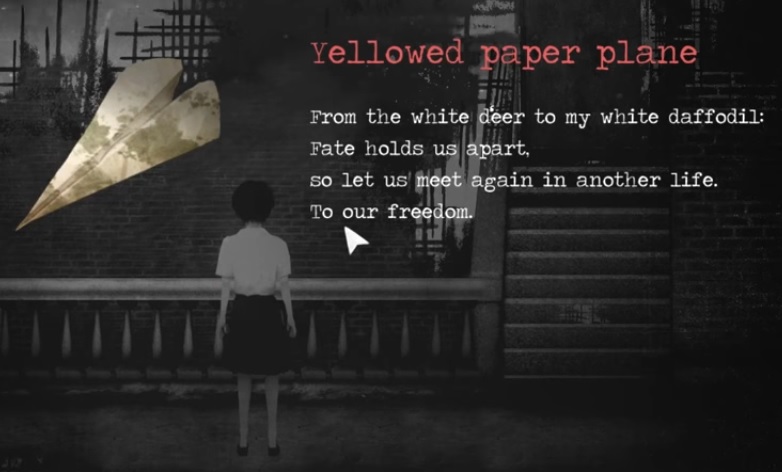 Yellowed paper plane
From the white deer to my white daffodil:
Fate holds us apart,
so let us meet again in another life.
To our freedom.